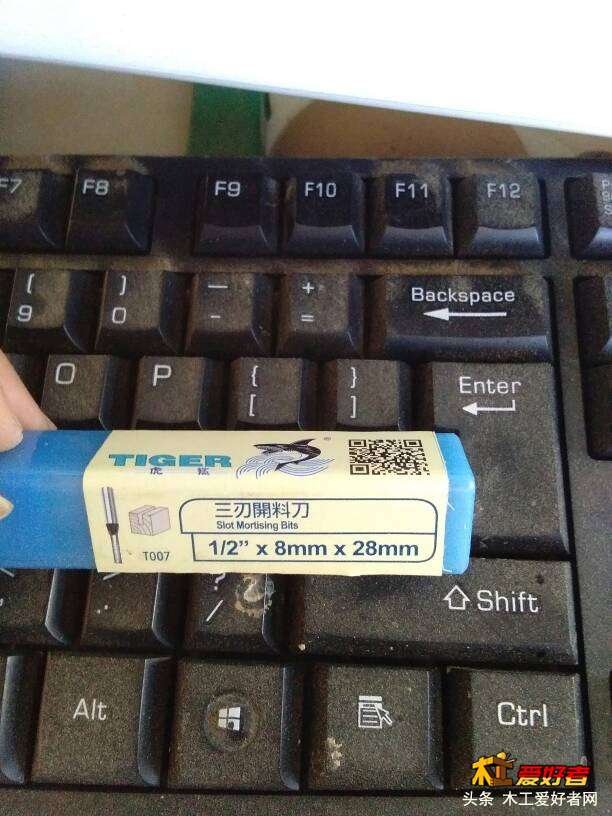 F7
F8
F9
F10
F11
F12
(
9
)
0
—
-
+
=
Backspace
O
P
{
[
}
]
Enter
TIGER
®
虎鲨
三刃開料刀
Slot Mortising Bits
T007
1/2" x 8mm x 28mm
?
/
Shift
Alt
Ctrl
木工爱好者
头条 木工爱好者网